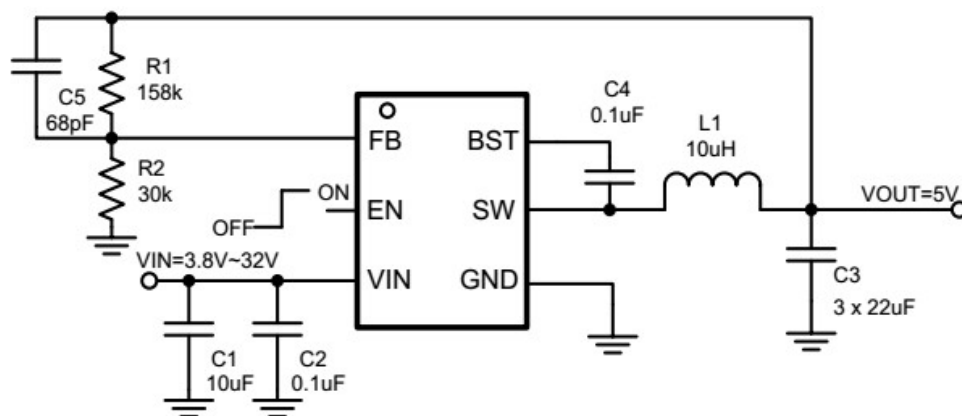 R1
158k
C5
68pF
R2
30k
ON
OFF
VIN=3.8V~32V
C1
10uF
C2
0.1uF
FB
EN
VIN
BST
SW
GND
C4
0.1uF
L1
10uH
VOUT=5V
C3
3 x 22uF